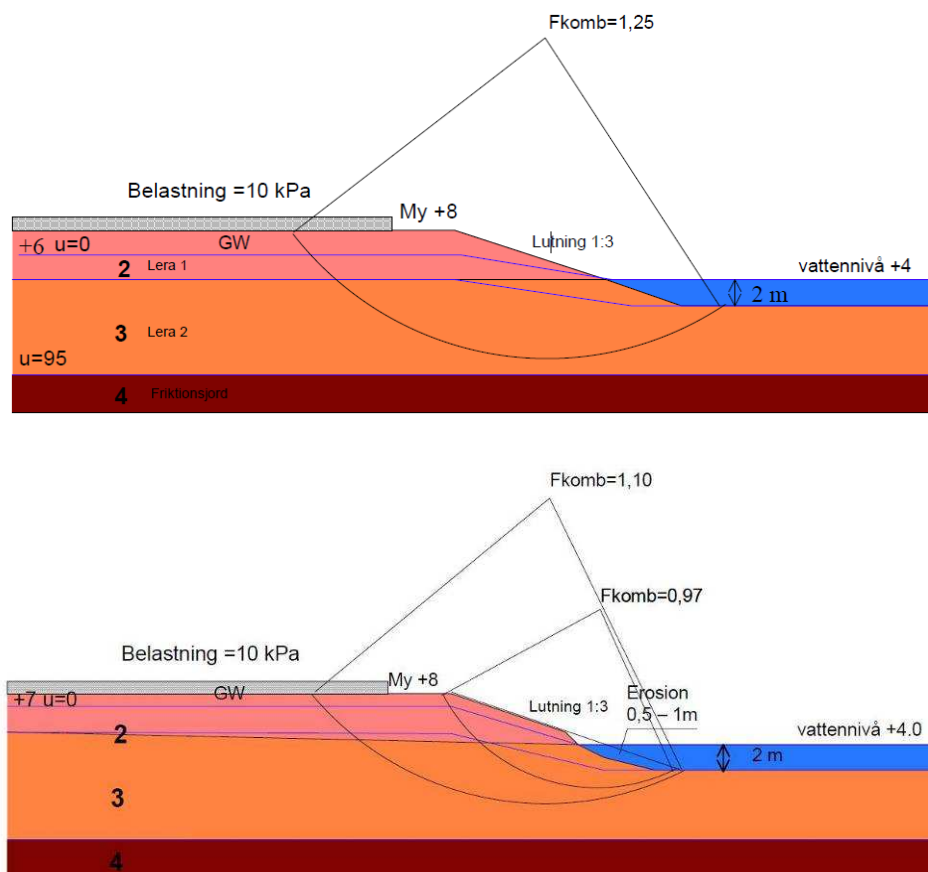 Fkomb=1,25
Belastning =10 kPa
My +8
+6 u=0
GW
Lutning 1:3
vattennivå +4
2 Lera 1
2 m
3 Lera 2
u=95
4 Friktionsjord
Fkomb=1,10
Fkomb=0,97
Belastning =10 kPa
My +8
GW
+7 u=0
Lutning 1:3
Erosion
0,5 – 1m
vattennivå +4.0
2
2 m
3
4